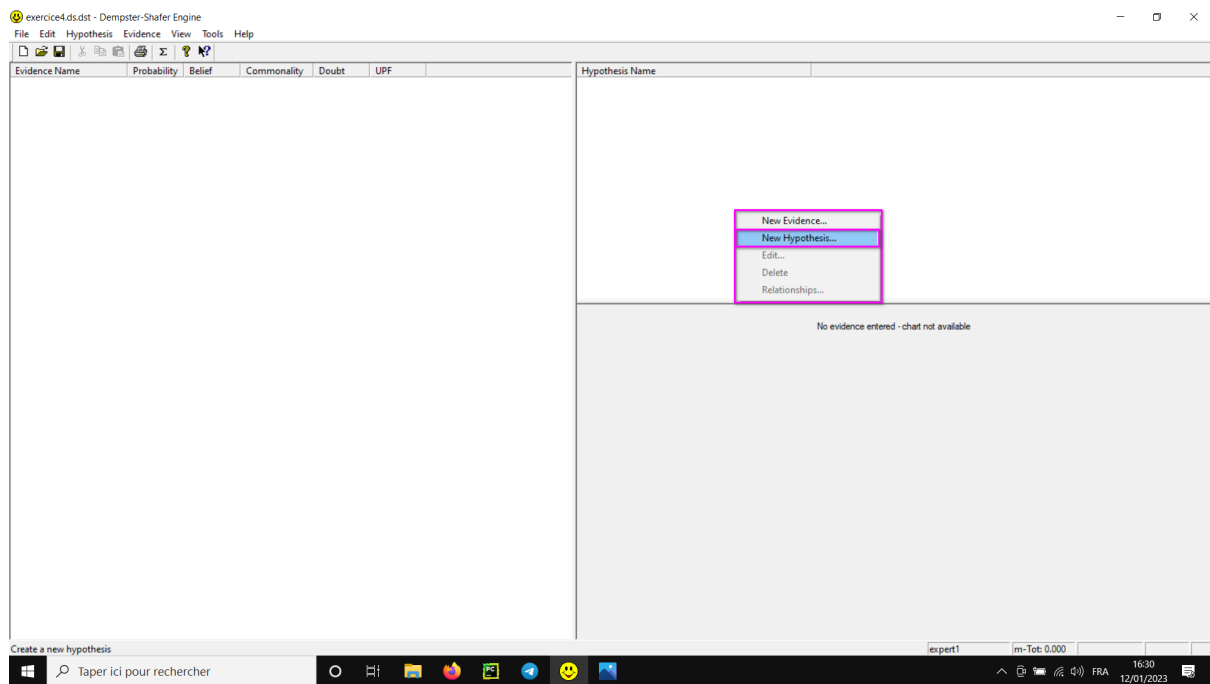 exercice4.ds.dst - Dempster-Shafer Engine
File Edit Hypothesis Evidence View Tools Help
Evidence Name Probability Belief Commonality Doubt UPF Hypothesis Name
New Evidence...
New Hypothesis...
Edit...
Delete
Relationships...
No evidence entered - chart not available
Create a new hypothesis expert1 m-Tot: 0.000
Taper ici pour rechercher PC FRA 16:30
12/01/2023